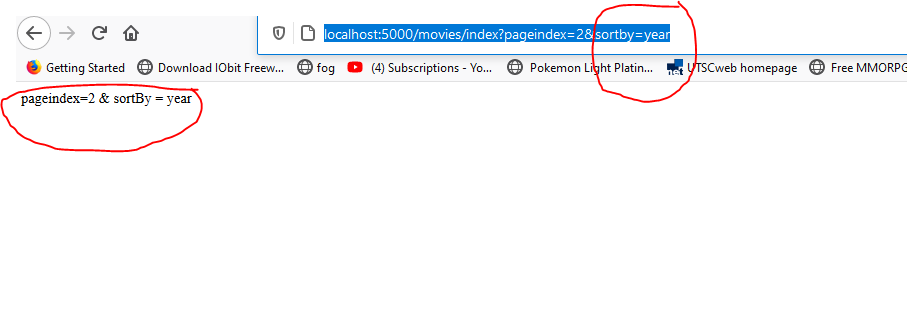 localhost:5000/movies/index?pageindex=2&sortby=year
Getting Started Download IObit Freew... fog (4) Subscriptions - Yo... Pokemon Light Platin... UTSCweb homepage Free MMORPG
pageindex=2 & sortBy = year